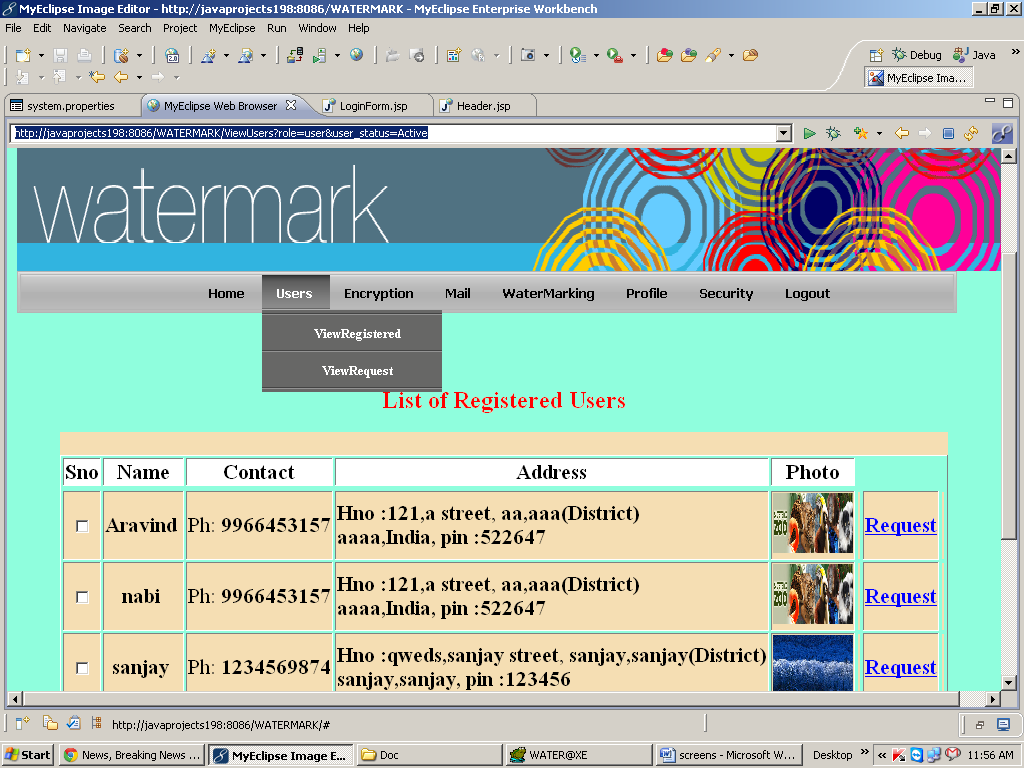 MyEclipse Image Editor - http://javaprojects198:8086/WATERMARK - MyEclipse Enterprise Workbench
File Edit Navigate Search Project MyEclipse Run Window Help
2.0
Debug Java »
MyEclipse Ima...
system.properties MyEclipse Web Browser LoginForm.jsp Header.jsp
http://javaprojects198:8086/WATERMARK/ViewUsers?role=user&user_status=Active
watermark
Home Users Encryption Mail WaterMarking Profile Security Logout
ViewRegistered
ViewRequest
List of Registered Users
Sno Name Contact Address Photo
Aravind Ph: 9966453157 Hno :121,a street, aa,aaa(District)
aaaa,India, pin :522647
ZOO
Request
nabi Ph: 9966453157 Hno :121,a street, aa,aaa(District)
aaaa,India, pin :522647
ZOO
Request
sanjay Ph: 1234569874 Hno :qweds,sanjay street, sanjay,sanjay(District)
sanjay,sanjay, pin :123456
Request
http://javaprojects198:8086/WATERMARK/#
Start News, Breaking News ... MyEclipse Image E... Doc WATER@XE screens - Microsoft W... Desktop » « 11:56 AM